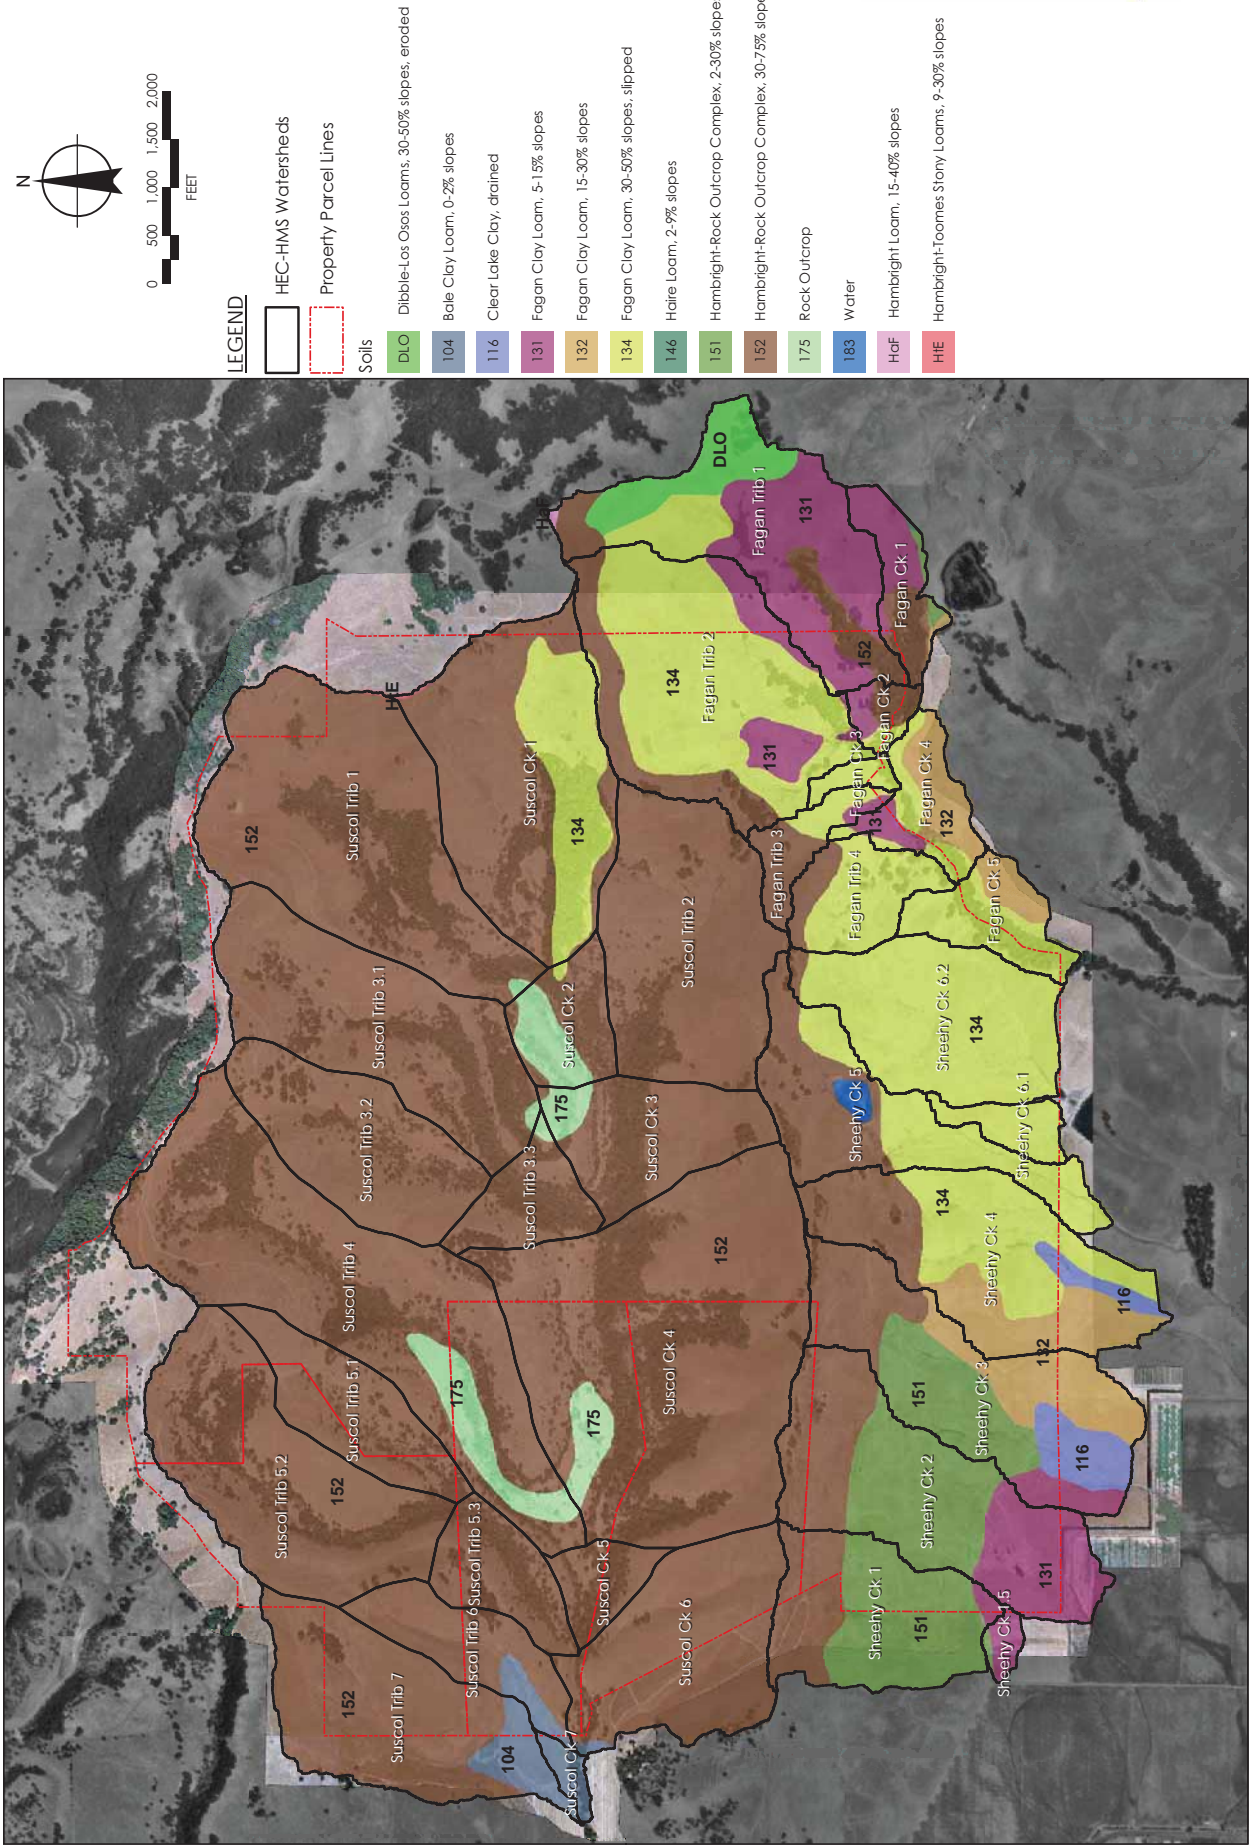 N
0 500 1,000 1,500 2,000
FEET
LEGEND
HEC-HMS Watersheds
Property Parcel Lines
Soils
DLO Dibble-Los Osos Loams, 30-50% slopes, eroded
104 Bale Clay Loam, 0-2% slopes
116 Clear Lake Clay, drained
131 Fagan Clay Loam, 5-15% slopes
132 Fagan Clay Loam, 15-30% slopes
134 Fagan Clay Loam, 30-50% slopes, slipped
146 Haire Loam, 2-9% slopes
151 Hambright-Rock Outcrop Complex, 2-30% slopes
152 Hambright-Rock Outcrop Complex, 30-75% slopes
175 Rock Outcrop
183 Water
HaF Hambright Loam, 15-40% slopes
HIE Hambright-Toomes Stony Loams, 9-30% slopes
152
Suscol Trib 7
104
Suscol Ck 7
Suscol Trib 6
Suscol Trib 5.3
Suscol Trib 5.2
152
Suscol Trib 5.1
Suscol Trib 4
175
175
Suscol Ck 5
Suscol Ck 6
Suscol Ck 4
152
Suscol Trib 3.2
Suscol Trib 3.1
Suscol Trib 3.3
175
Suscol Ck 3
Suscol Ck 2
Suscol Trib 2
152
Suscol Trib 1
HIE
Suscol Ck 1
134
DLO
Fagan Trib 1
131
Fagan Ck 1
152
134
Fagan Trib 2
131
Fagan Ck 2
Fagan Ck 3
131
Fagan Ck 4
132
Fagan Trib 3
Fagan Trib 4
Fagan Ck 5
Sheehy Ck 6.2
134
Sheehy Ck 6.1
Sheehy Ck 5
134
Sheehy Ck 4
116
132
Sheehy Ck 3
151
116
Sheehy Ck 2
131
Sheehy Ck 1
151
Sheehy Ck 1.5